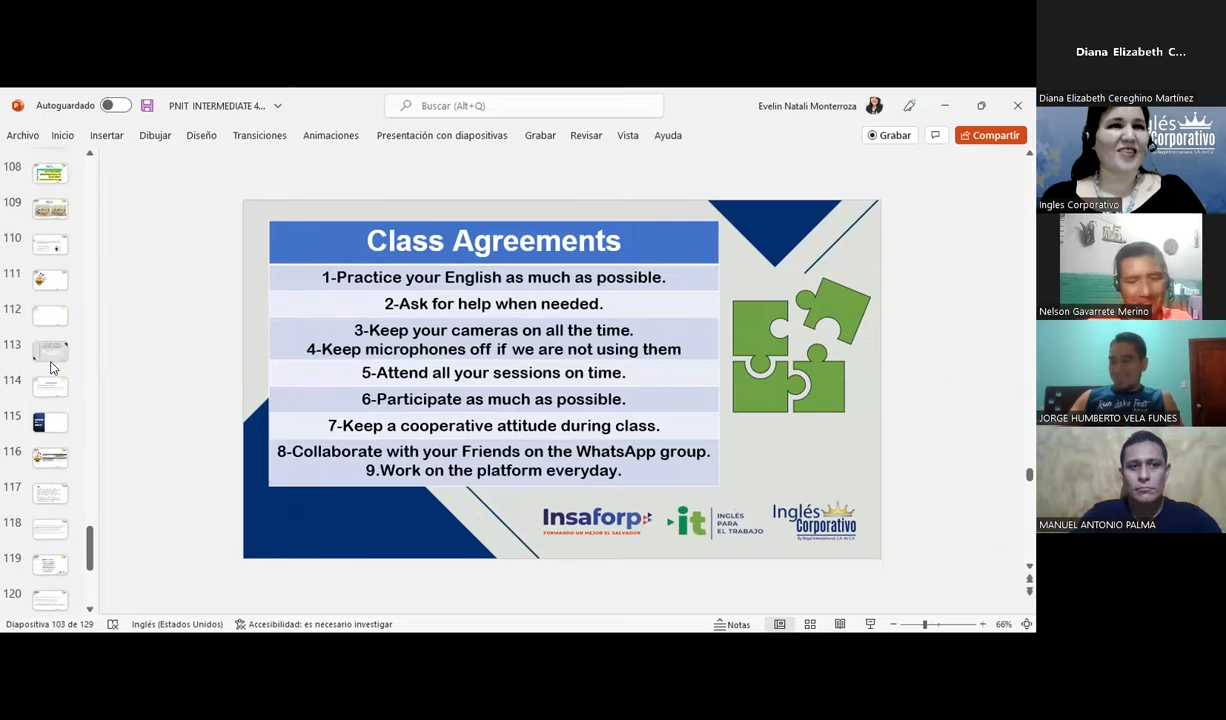 Autoguardado
PNIT INTERMEDIATE 4...
Buscar (Alt+Q)
Evelin Natali Monterroza
Archivo Inicio Insertar Dibujar Diseño Transiciones Animaciones Presentación con diapositivas Grabar Revisar Vista Ayuda
Grabar
Compartir
108
109
110
111
112
113
114
115
116
117
118
119
120
Class Agreements
1-Practice your English as much as possible.
2-Ask for help when needed.
3-Keep your cameras on all the time.
4-Keep microphones off if we are not using them
5-Attend all your sessions on time.
6-Participate as much as possible.
7-Keep a cooperative attitude during class.
8-Collaborate with your Friends on the WhatsApp group.
9.Work on the platform everyday.
Insaforp
FORMANDO UN MEJOR EL SALVADOR
it
INGLÉS
PARA
EL TRABAJO
Inglés
Corporativo
Diapositiva 103 de 129
Inglés (Estados Unidos)
Accesibilidad: es necesario investigar
Notas
66%
Diana Elizabeth C...
Diana Elizabeth Cereghino Martínez
Inglés
Corporativo
Ingles Corporativo
Nelson Gavarrete Merino
JORGE HUMBERTO VELA FUNES
MANUEL ANTONIO PALMA